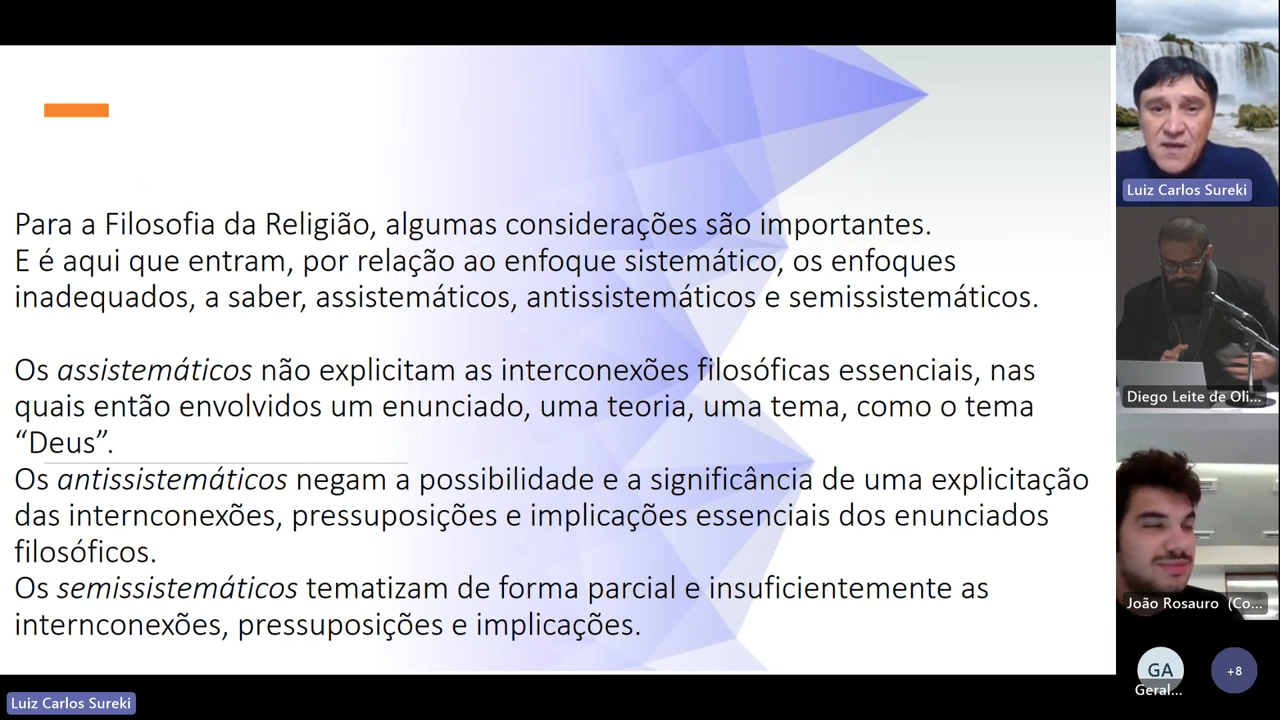 Para a Filosofia da Religião, algumas considerações são importantes.
E é aqui que entram, por relação ao enfoque sistemático, os enfoques
inadequados, a saber, assistemáticos, antissistemáticos e semissistemáticos.
Os assistemáticos não explicitam as interconexões filosóficas essenciais, nas
quais então envolvidos um enunciado, uma teoria, uma tema, como o tema
“Deus”.
Os antissistemáticos negam a possibilidade e a significância de uma explicitação
das internconexões, pressuposições e implicações essenciais dos enunciados
filosóficos.
Os semissistemáticos tematizam de forma parcial e insuficientemente as
internconexões, pressuposições e implicações.
Luiz Carlos Sureki
Luiz Carlos Sureki
Diego Leite de Oli...
João Rosauro (Co...
GA
Geral...
+8